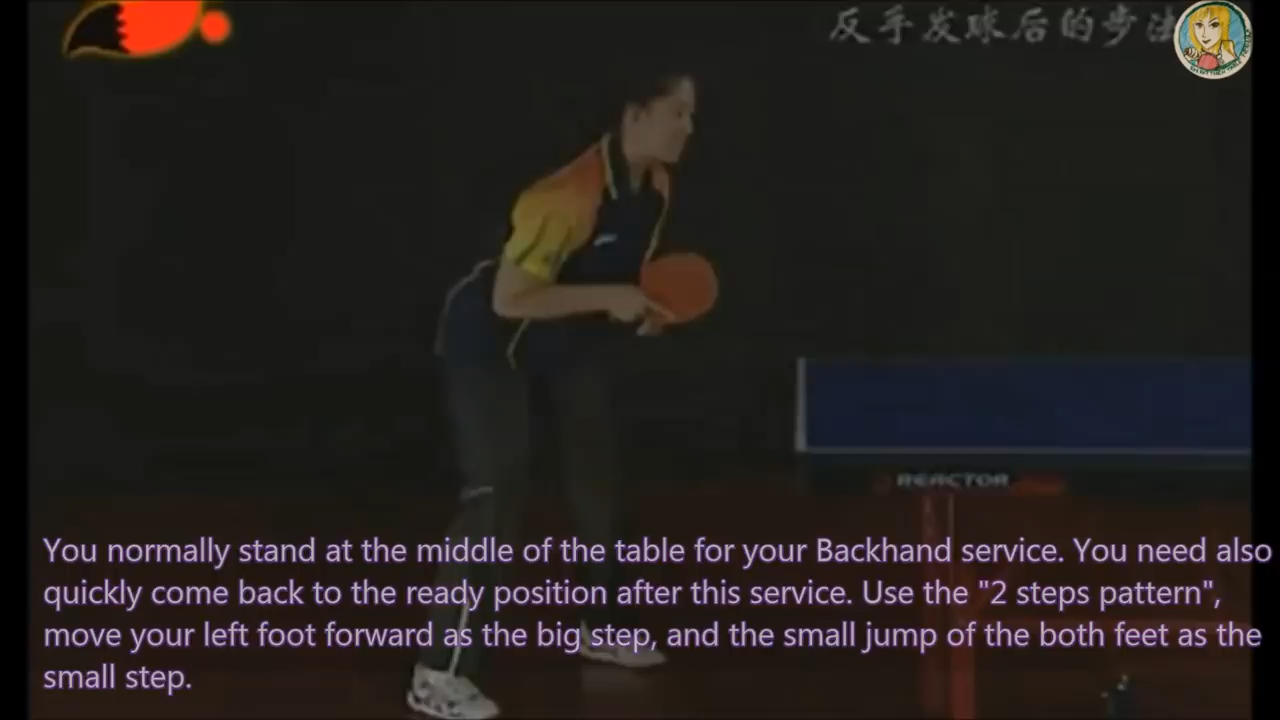 反手发球后的步法
REACTOR
You normally stand at the middle of the table for your Backhand service. You need also
quickly come back to the ready position after this service. Use the "2 steps pattern",
move your left foot forward as the big step, and the small jump of the both feet as the
small step.